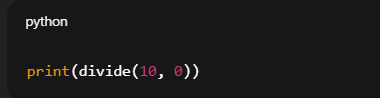 python
print(divide(10, 0))